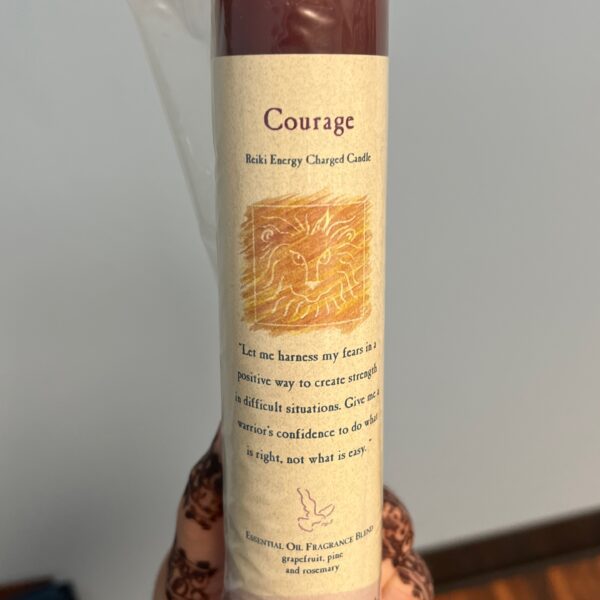 Courage
Reiki Energy Charged Candle
"Let me harness my fears in a
positive way to create strength
in difficult situations. Give me a
warrior's confidence to do what
is right, not what is easy."
Essential Oil Fragrance Blend
grapefruit, pine
and rosemary